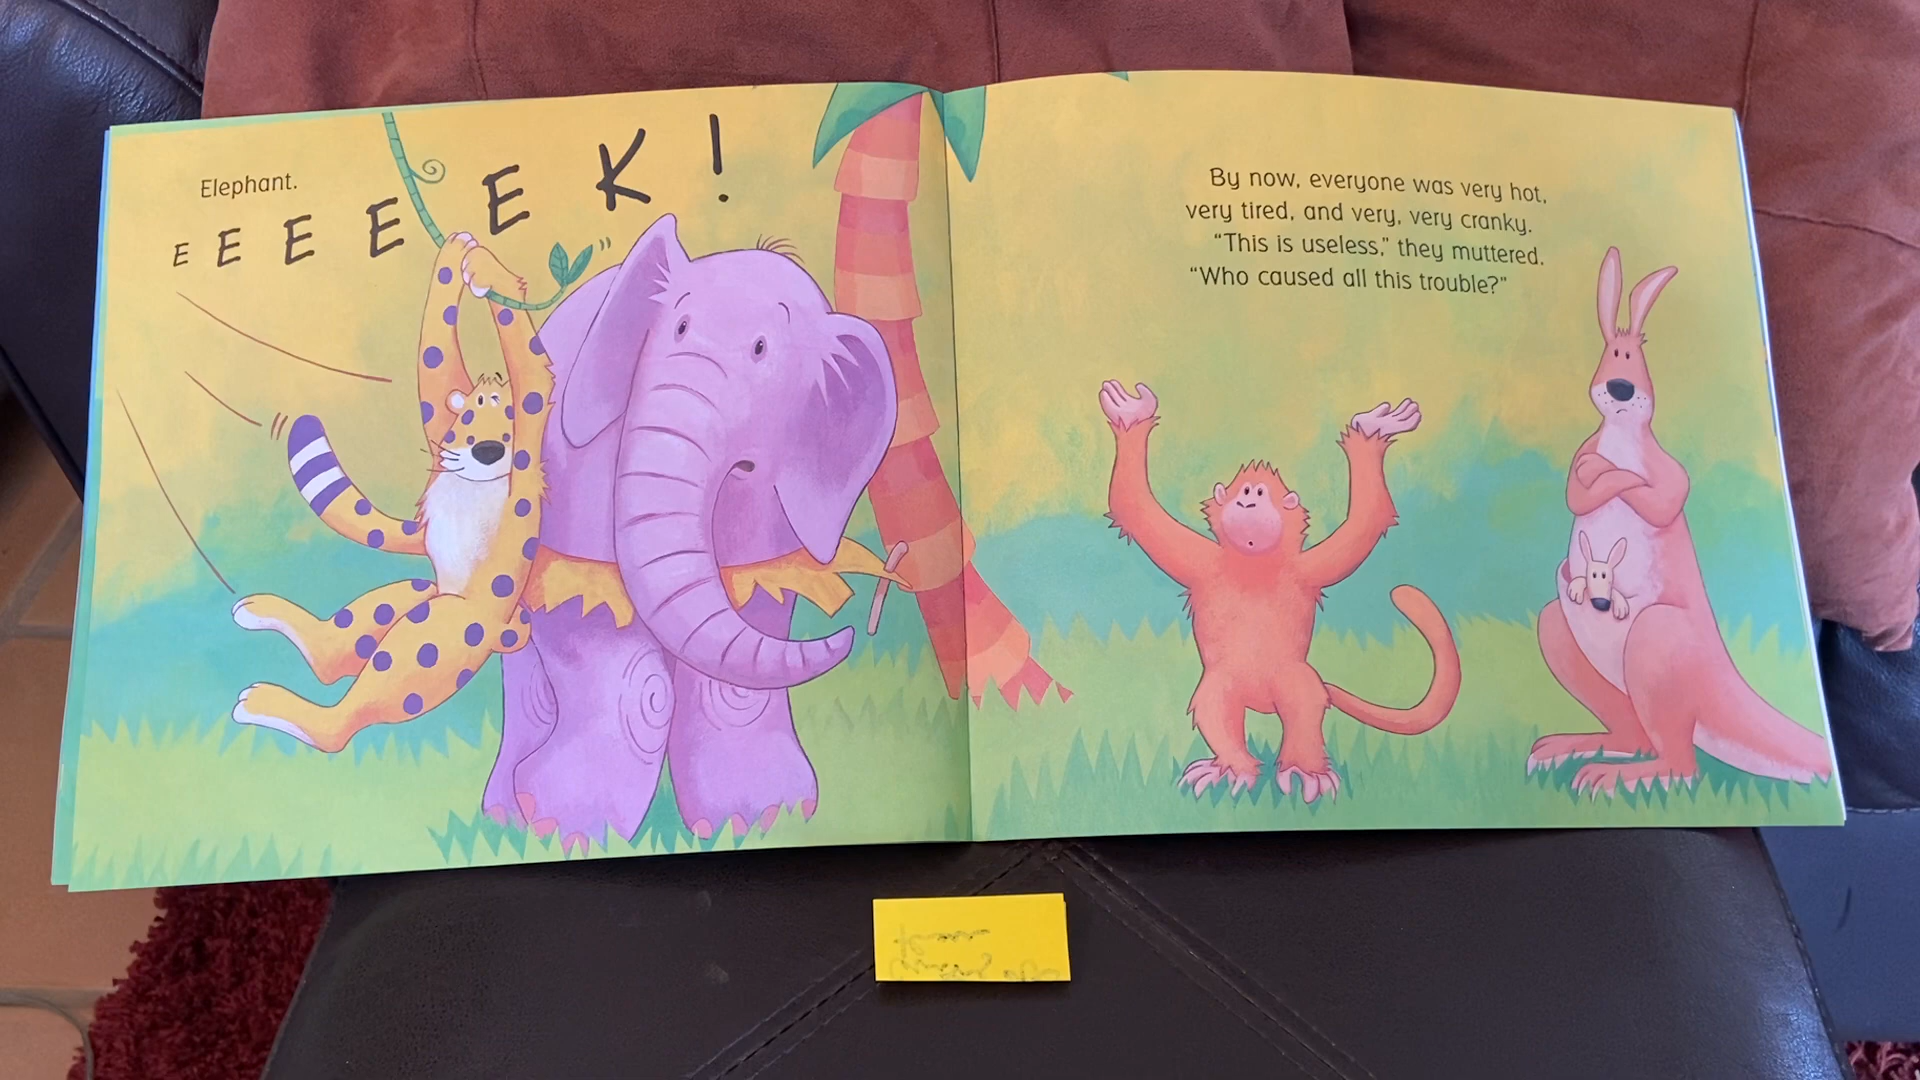 Elephant.
EEEEEK!
By now, everyone was very hot,
very tired, and very, very cranky.
“This is useless,” they muttered.
“Who caused all this trouble?”